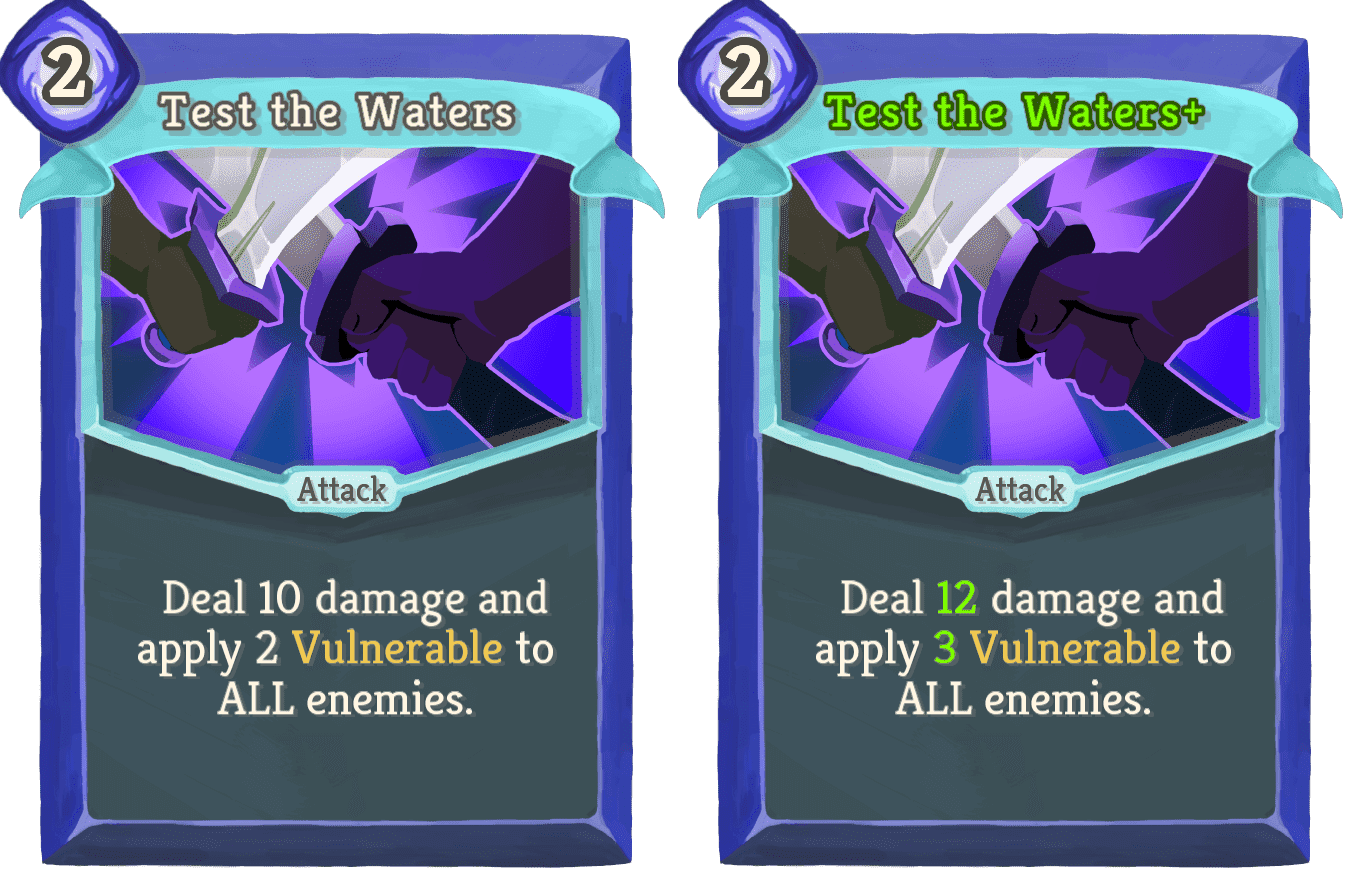 2
Test the Waters
Attack
Deal 10 damage and
apply 2 Vulnerable to
ALL enemies.
2
Test the Waters+
Attack
Deal 12 damage and
apply 3 Vulnerable to
ALL enemies.